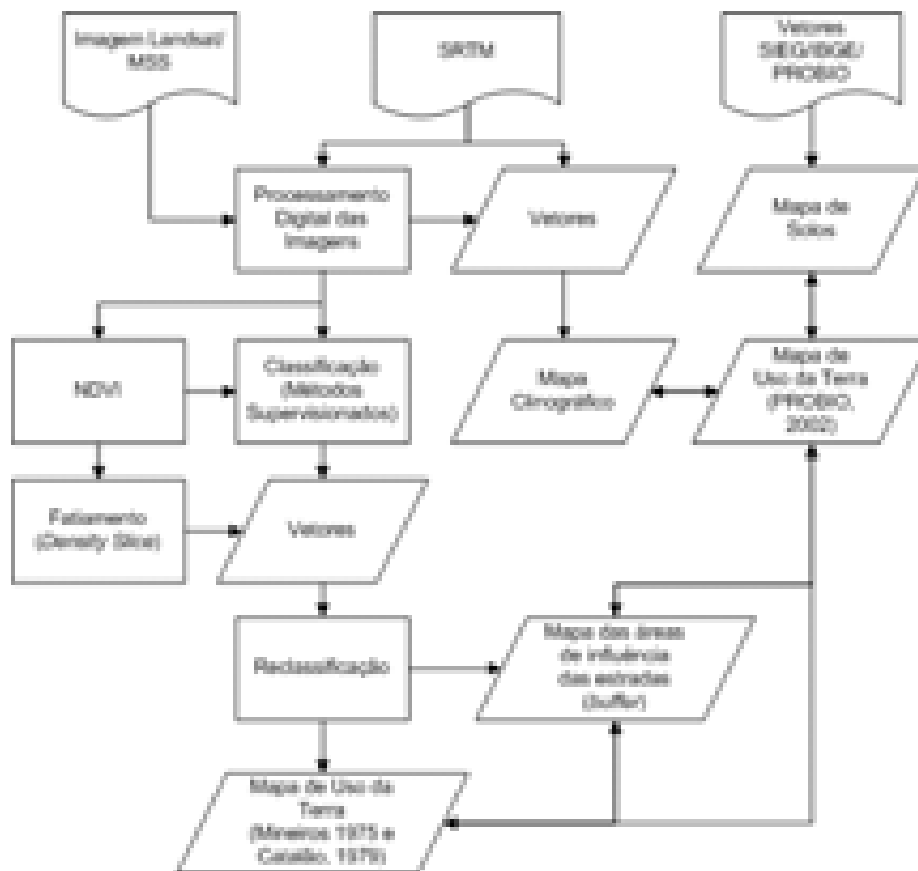 Imagem Landsat/
MSS
SRTM
Vetores
SIEG/IBGE/
PROBIO
Processamento
Digital das
Imagens
Vetores
Mapa de
Solos
NDVI
Classificação
(Métodos
Supervisionados)
Mapa
Mapa de
Uso da Terra
(PROBIO,
2002)
Fatiamento
(Density Slice)
Vetores
Reclassificação
Mapa das áreas
de influência
das estradas
(buffer)
Mapa de Uso da
Terra
(Mineiros 1975 e
Catalão, 1979)